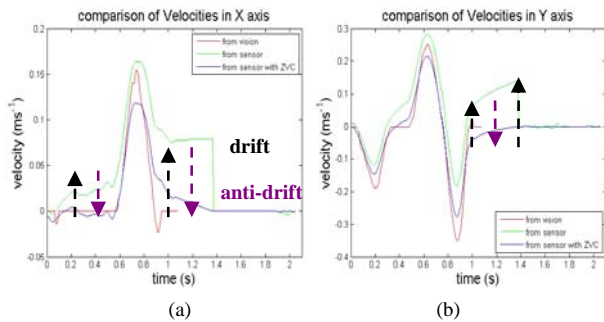 comparison of Velocities in X axis
from vision
from sensor
from sensor with ZVC
0.2
0.15
0.1
0.05
0
-0.05
velocity (ms⁻¹)
drift
anti-drift
0 0.2 0.4 0.6 0.8 1 1.2 1.4 1.6 1.8 2
time (s)
(a)
comparison of Velocities in Y axis
0.3
0.2
0.1
0
-0.1
-0.2
-0.3
-0.4
velocity (ms⁻¹)
from vision
from sensor
from sensor with ZVC
0 0.2 0.4 0.6 0.8 1 1.2 1.4 1.6 1.8 2
time (s)
(b)